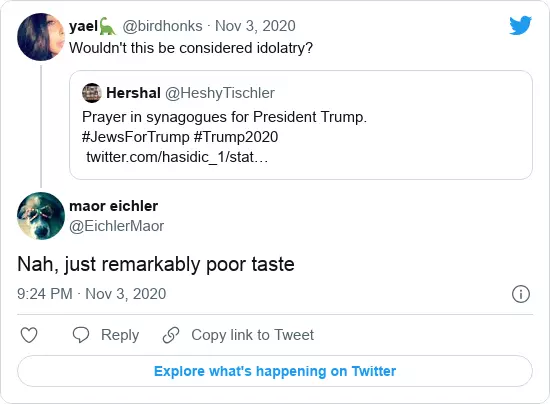 yael🦕 @birdhonks · Nov 3, 2020
Wouldn't this be considered idolatry?
Hershal @HeshyTischler
Prayer in synagogues for President Trump.
#JewsForTrump #Trump2020
twitter.com/hasidic_1/stat…
maor eichler
@EichlerMaor
Nah, just remarkably poor taste
9:24 PM · Nov 3, 2020
Reply Copy link to Tweet
Explore what's happening on Twitter